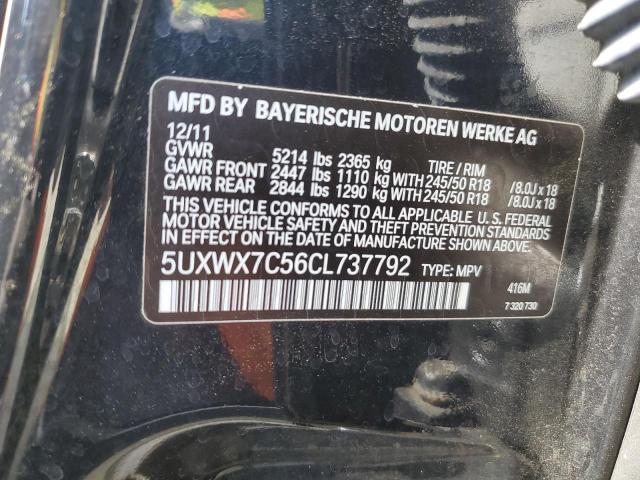 MFD BY BAYERISCHE MOTOREN WERKE AG
12/11
GVWR 5214 lbs 2365 kg TIRE / RIM
GAWR FRONT 2447 lbs 1110 kg WITH 245/50 R18 /8.0J x 18
GAWR REAR 2844 lbs 1290 kg WITH 245/50 R18 /8.0J x 18
THIS VEHICLE CONFORMS TO ALL APPLICABLE U. S. FEDERAL
MOTOR VEHICLE SAFETY AND THEFT PREVENTION STANDARDS
IN EFFECT ON THE DATE OF MANUFACTURE SHOWN ABOVE.
5UXWX7C56CL737792 TYPE: MPV
416M
7 320 730